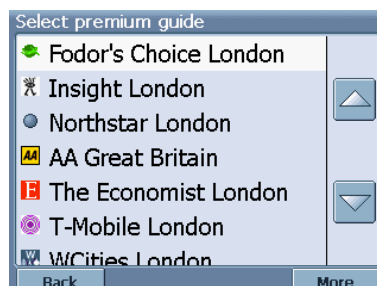 Select premium guide
Fodor's Choice London
Insight London
Northstar London
AA Great Britain
E The Economist London
T-Mobile London
W WCities London
Back More